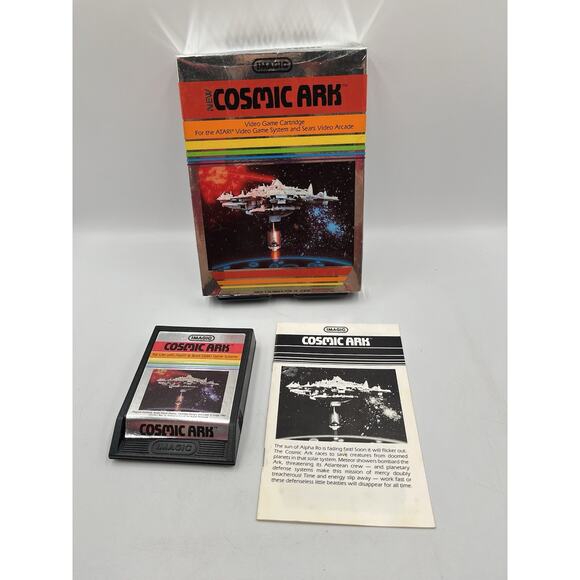 IMAGIC
NEW COSMIC ARK™
Video Game Cartridge
For the ATARI® Video Game System and Sears Video Arcade
IMAGIC
COSMIC ARK
COSMIC ARK
IMAGIC
IMAGIC
COSMIC ARK
The sun of Alpha Ro is fading fast! Soon it will flicker out.
The Cosmic Ark races to save creatures from doomed
planets in that solar system. Meteor showers bombard the
Ark, threatening its Atlantean crew — and planetary
defense systems make this mission of mercy doubly
treacherous! Time and energy slip away — work fast or
these defenseless little beasties will disappear for all time.